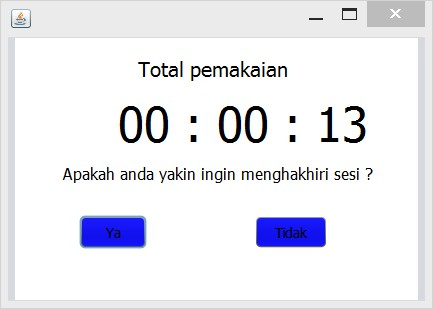 Total pemakaian
00 : 00 : 13
Apakah anda yakin ingin menghakhiri sesi ?
Ya Tidak